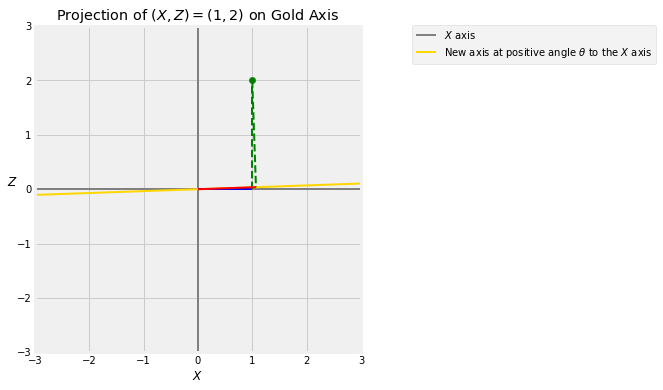 Projection of (X, Z) = (1, 2) on Gold Axis
X axis
New axis at positive angle θ to the X axis
3
2
1
Z
0
−1
−2
−3
−3 −2 −1 0 1 2 3
X